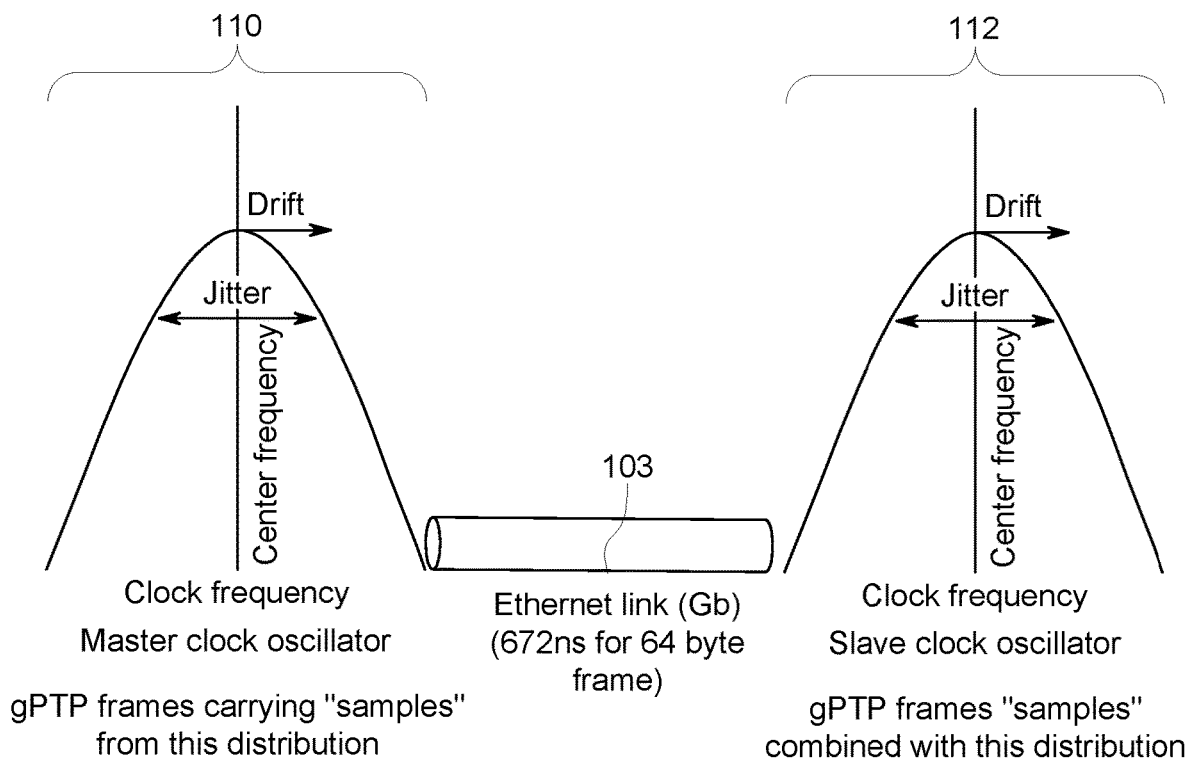 110
112
Drift
Drift
Jitter
Jitter
Center frequency
Center frequency
103
Clock frequency
Master clock oscillator
Ethernet link (Gb)
(672ns for 64 byte
frame)
Clock frequency
Slave clock oscillator
gPTP frames carrying "samples"
from this distribution
gPTP frames "samples"
combined with this distribution